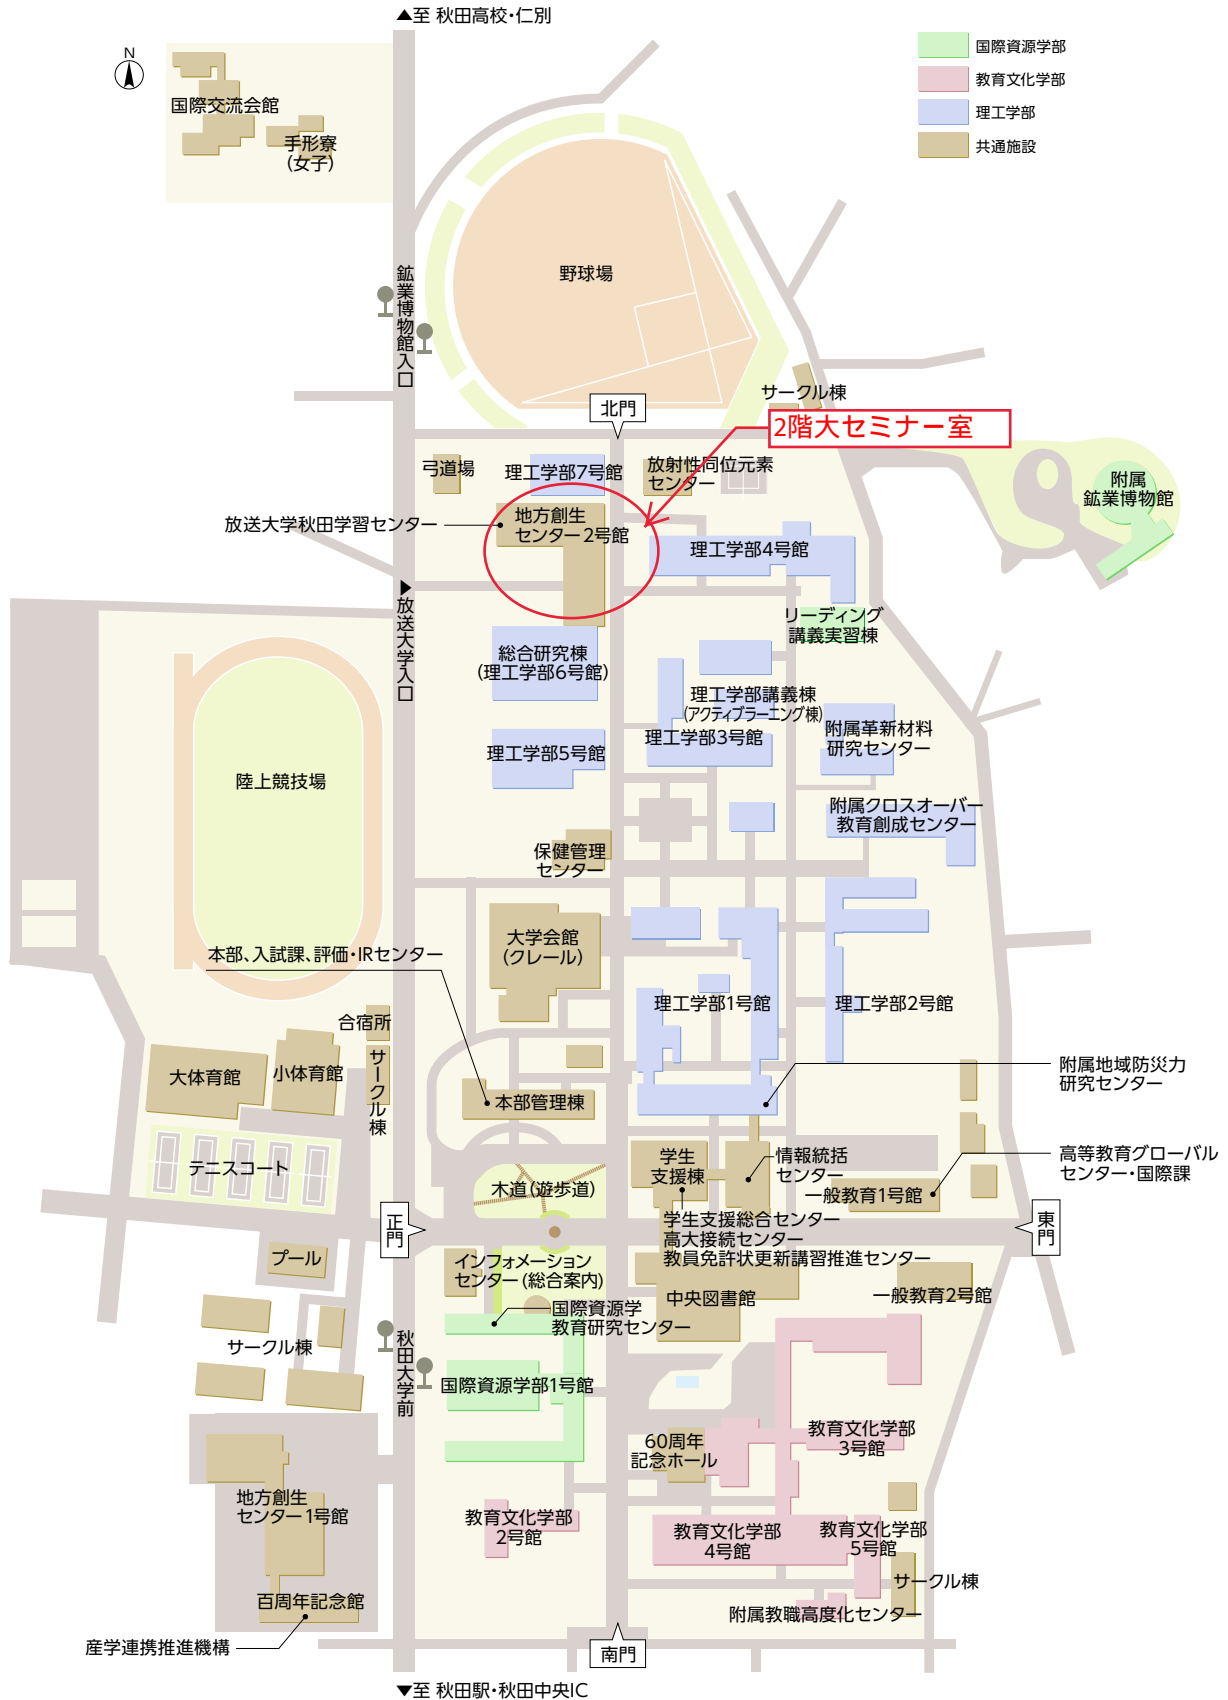 ▲至 秋田高校・仁別
N
国際資源学部
教育文化学部
理工学部
共通施設
国際交流会館
手形寮
(女子)
鉱業博物館入口
野球場
サークル棟
北門
2階大セミナー室
弓道場
理工学部7号館
放射性同位元素
センター
附属
鉱業博物館
放送大学秋田学習センター
地方創生
センター2号館
理工学部4号館
▶放送大学入口
リーディング
講義実習棟
総合研究棟
(理工学部6号館)
理工学部講義棟
(アクティブラーニング棟)
理工学部3号館
附属革新材料
研究センター
理工学部5号館
陸上競技場
附属クロスオーバー
教育創成センター
保健管理
センター
大学会館
(クレール)
本部、入試課、評価・IRセンター
理工学部1号館
理工学部2号館
合宿所
サークル棟
大体育館
小体育館
附属地域防災力
研究センター
本部管理棟
テニスコート
学生
支援棟
情報統括
センター
高等教育グローバル
センター・国際課
一般教育1号館
木道(遊歩道)
正門
学生支援総合センター
高大接続センター
教員免許状更新講習推進センター
東門
プール
インフォメーション
センター(総合案内)
中央図書館
一般教育2号館
国際資源学
教育研究センター
サークル棟
秋田大学前
国際資源学部1号館
60周年
記念ホール
教育文化学部
3号館
地方創生
センター1号館
教育文化学部
2号館
教育文化学部
4号館
教育文化学部
5号館
サークル棟
百周年記念館
附属教職高度化センター
産学連携推進機構
南門
▼至 秋田駅・秋田中央IC